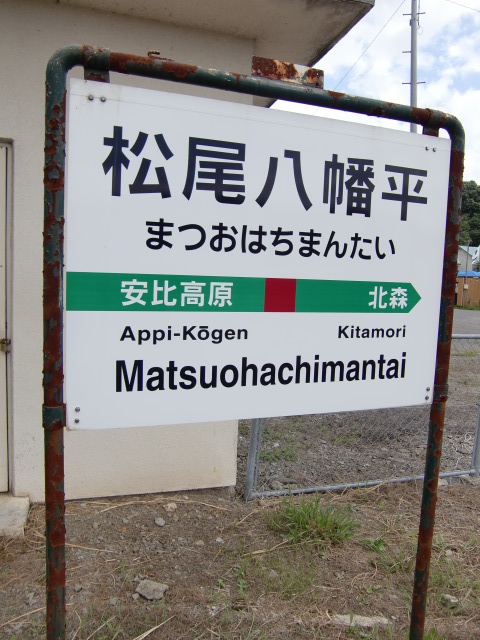 松尾八幡平
まつおはちまんたい
安比高原 北森
Appi-Kōgen Kitamori
Matsuohachimantai